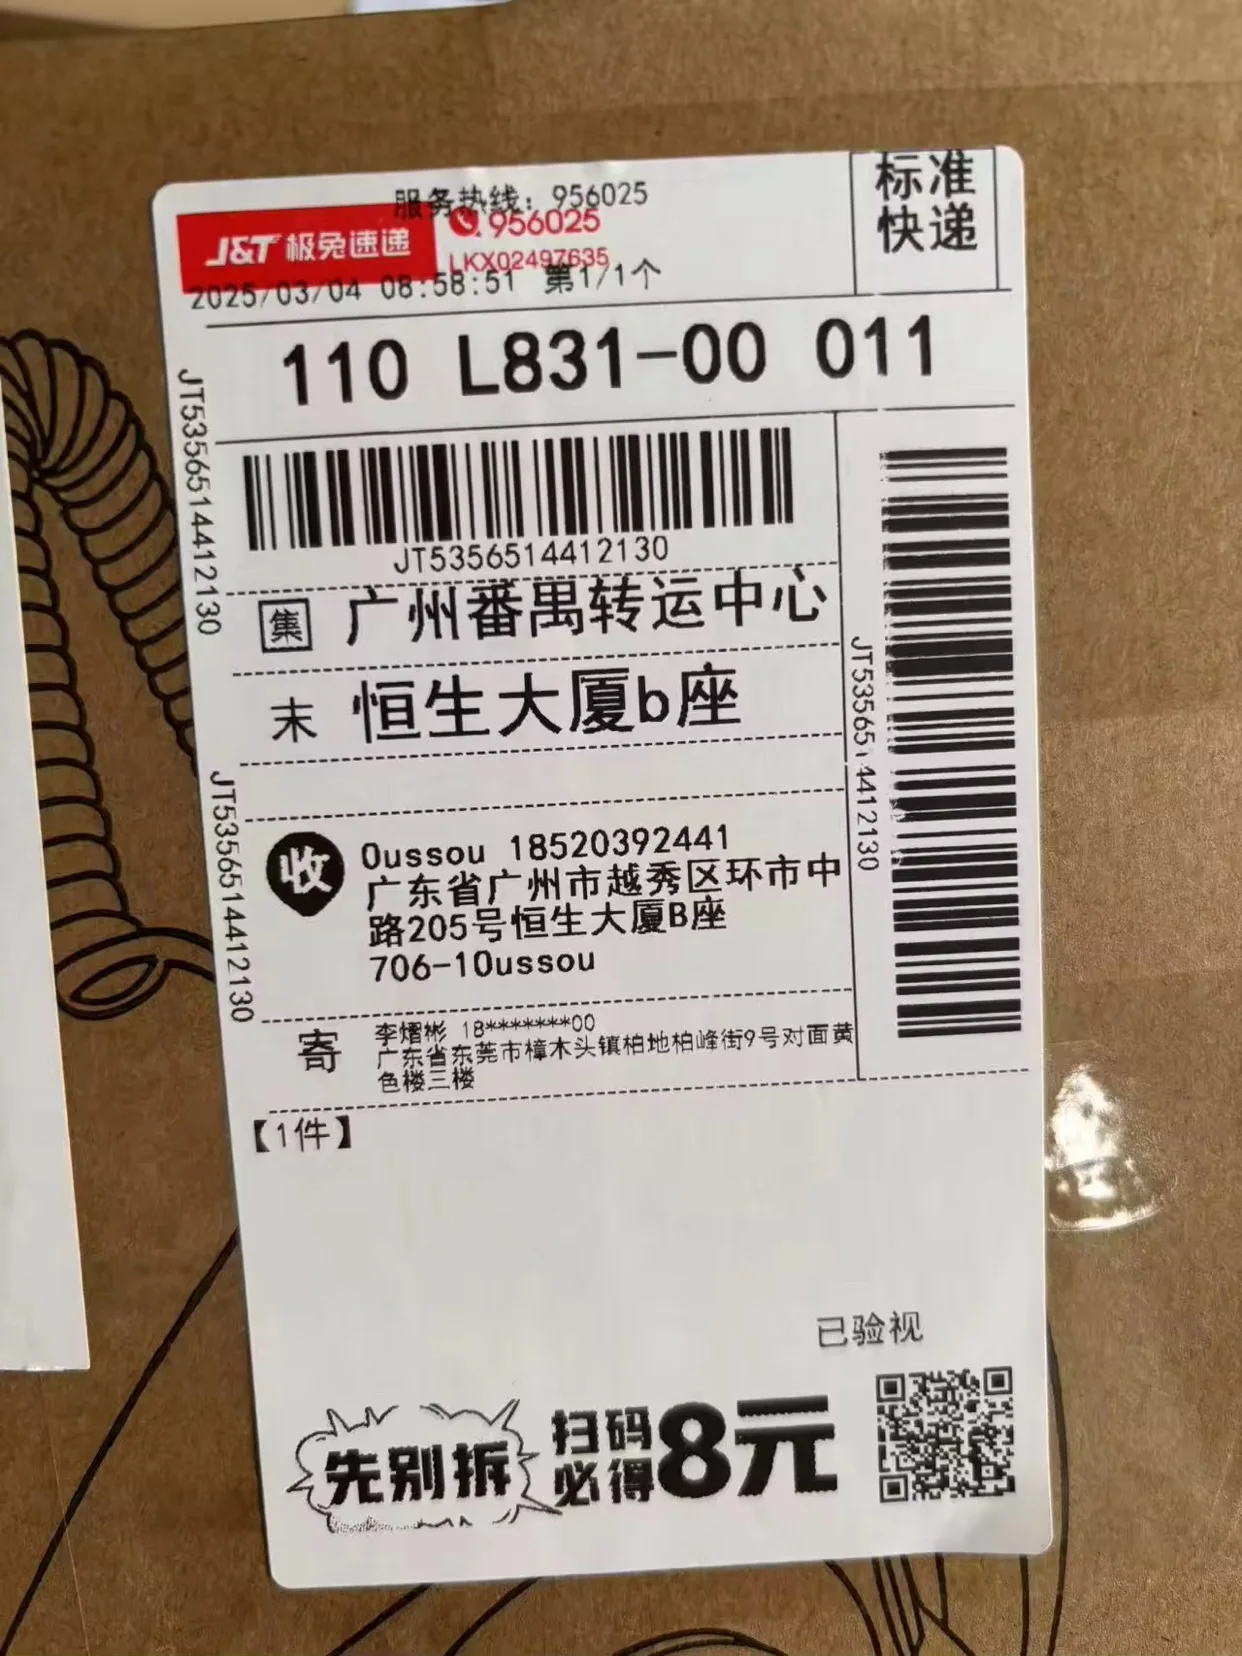 服务热线：956025
标准
快递
J&T极兔速递
956025
LKX02497635
2025/03/04 08:58:51 第1/1个
110 L831-00 011
JT5356514412130
JT5356514412130
集 广州番禺转运中心
末 恒生大厦b座
JT5356514412130
JT5356514412130
收 Oussou 18520392441
广东省广州市越秀区环市中
路205号恒生大厦B座
706-10ussou
寄 李熠彬 18*******00
广东省东莞市樟木头镇柏地柏峰街9号对面黄
色楼三楼
【1件】
已验视
先别拆
扫码
必得
8元